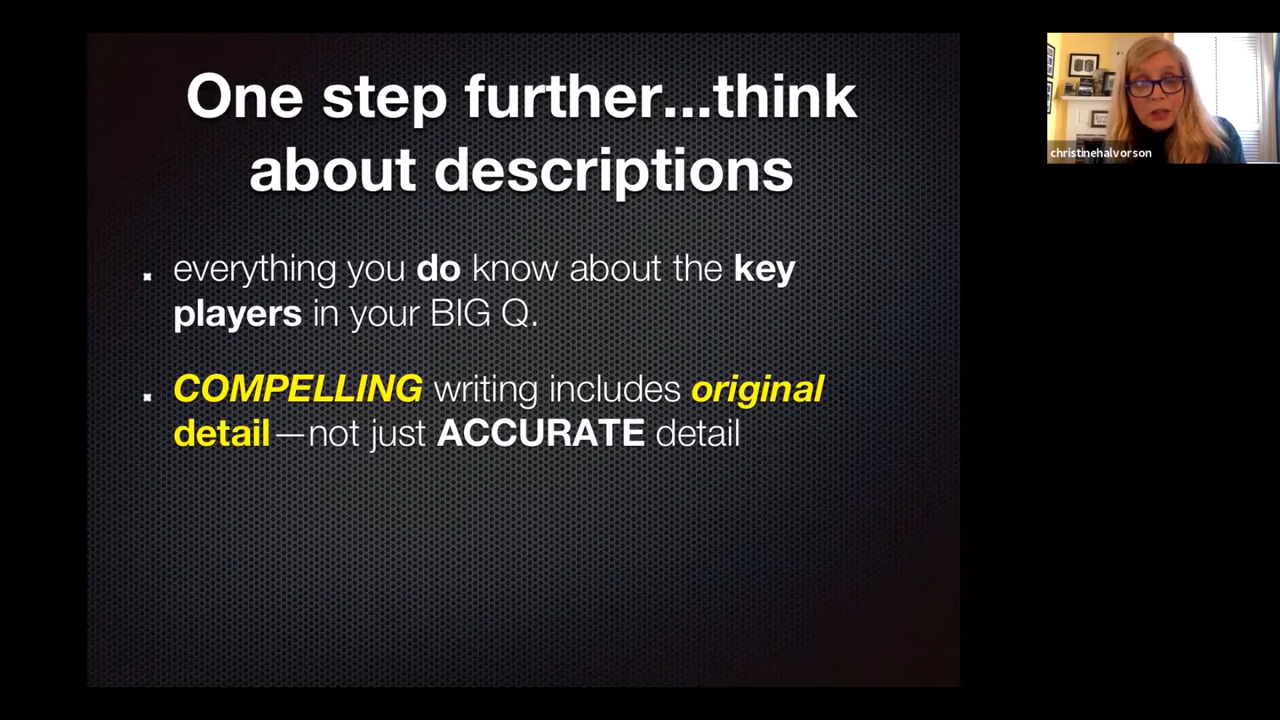 One step further...think
about descriptions
everything you do know about the key
players in your BIG Q.
COMPELLING writing includes original
detail—not just ACCURATE detail
christinehalvorson